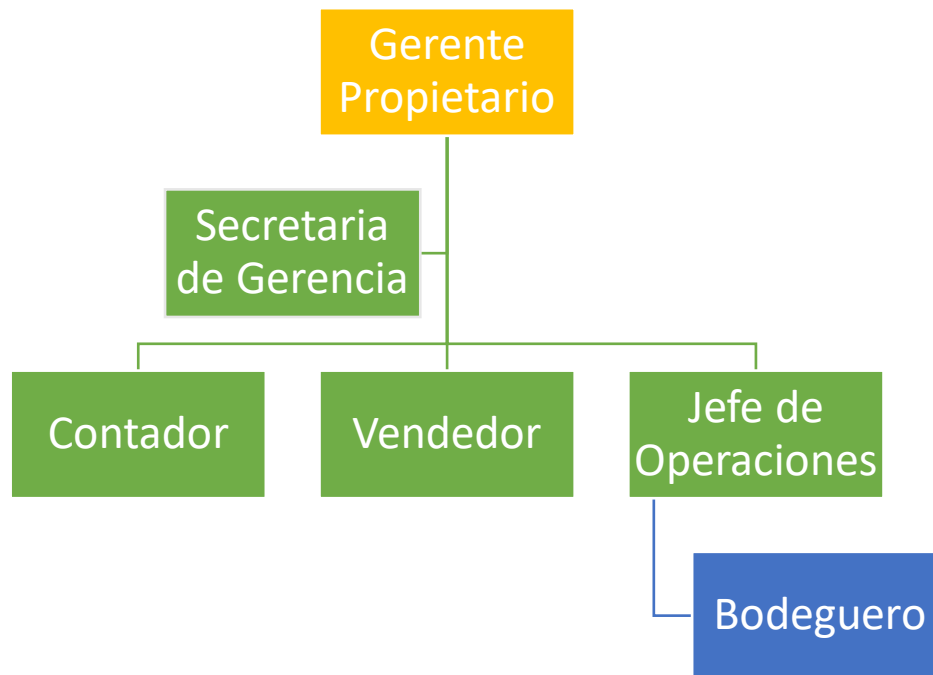 Gerente
Propietario
Secretaria
de Gerencia
Contador
Vendedor
Jefe de
Operaciones
Bodeguero